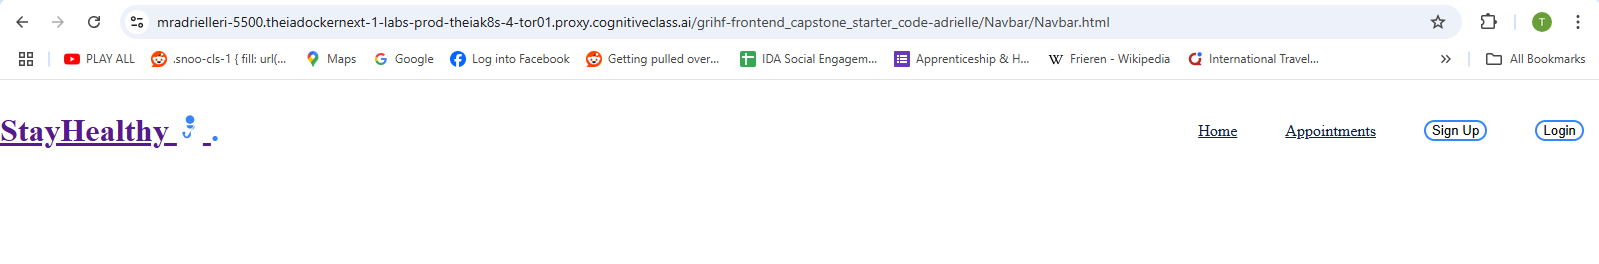 mradrielleri-5500.theiadockernext-1-labs-prod-theiak8s-4-tor01.proxy.cognitiveclass.ai/grihf-frontend_capstone_starter_code-adrielle/Navbar/Navbar.html T
PLAY ALL .snoo-cls-1 { fill: url(... Maps Google Log into Facebook Getting pulled over... IDA Social Engagem... Apprenticeship & H... W Frieren - Wikipedia International Travel... » All Bookmarks
StayHealthy . Home Appointments Sign Up Login